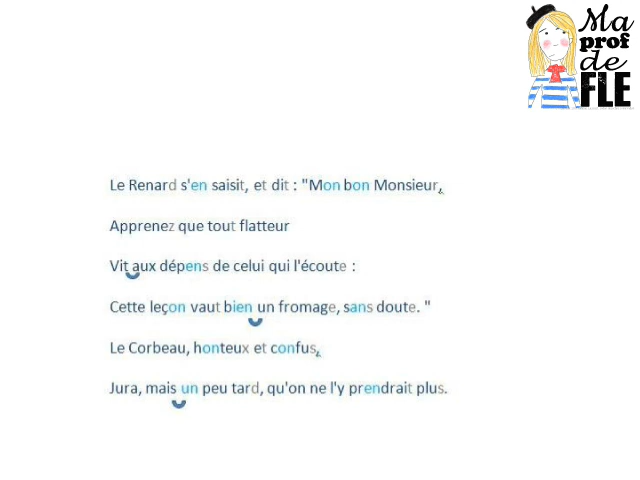 Ma
prof
de
FLE
Le Renard s'en saisit, et dit : "Mon bon Monsieur,
Apprenez que tout flatteur
Vit aux dépens de celui qui l'écoute :
Cette leçon vaut bien un fromage, sans doute. "
Le Corbeau, honteux et confus,
Jura, mais un peu tard, qu'on ne l'y prendrait plus.